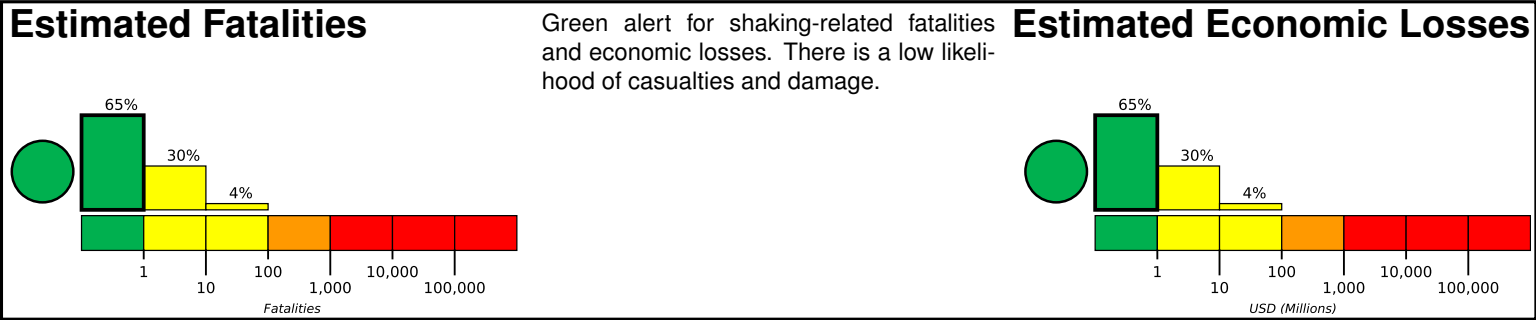 Estimated Fatalities
65%
30%
4%
1
100
10,000
10
1,000
100,000
Fatalities
Green alert for shaking-related fatalities
and economic losses. There is a low likeli-
hood of casualties and damage.
Estimated Economic Losses
65%
30%
4%
1
100
10,000
10
1,000
100,000
USD (Millions)